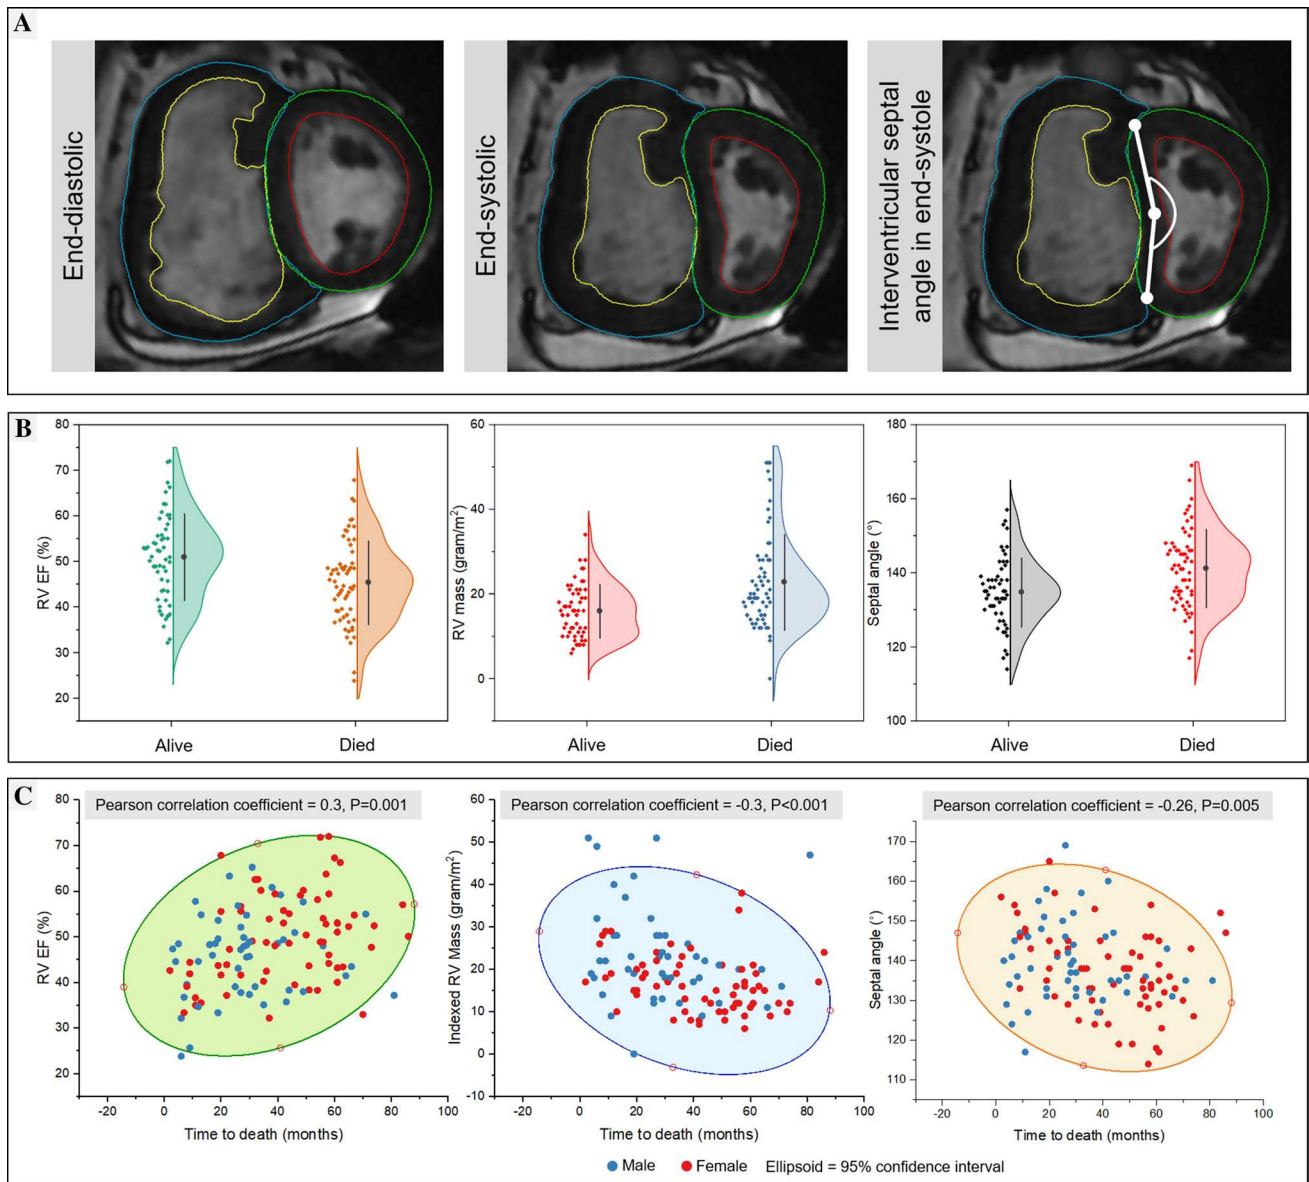 A
End-diastolic
End-systolic
Interventricular septal
angle in end-systole
B
80
70
60
50
40
30
20
RV EF (%)
Alive
Died
60
40
20
0
RV mass (gram/m²)
Alive
Died
180
160
140
120
100
Septal angle (°)
Alive
Died
C
Pearson correlation coefficient = 0.3, P=0.001
80
70
60
50
40
30
20
RV EF (%)
-20 0 20 40 60 80 100
Time to death (months)
Pearson correlation coefficient = -0.3, P<0.001
60
50
40
30
20
10
0
-10
Indexed RV Mass (gram/m²)
-20 0 20 40 60 80 100
Time to death (months)
Pearson correlation coefficient = -0.26, P=0.005
170
160
150
140
130
120
110
Septal angle (°)
-20 0 20 40 60 80 100
Time to death (months)
Male Female Ellipsoid = 95% confidence interval